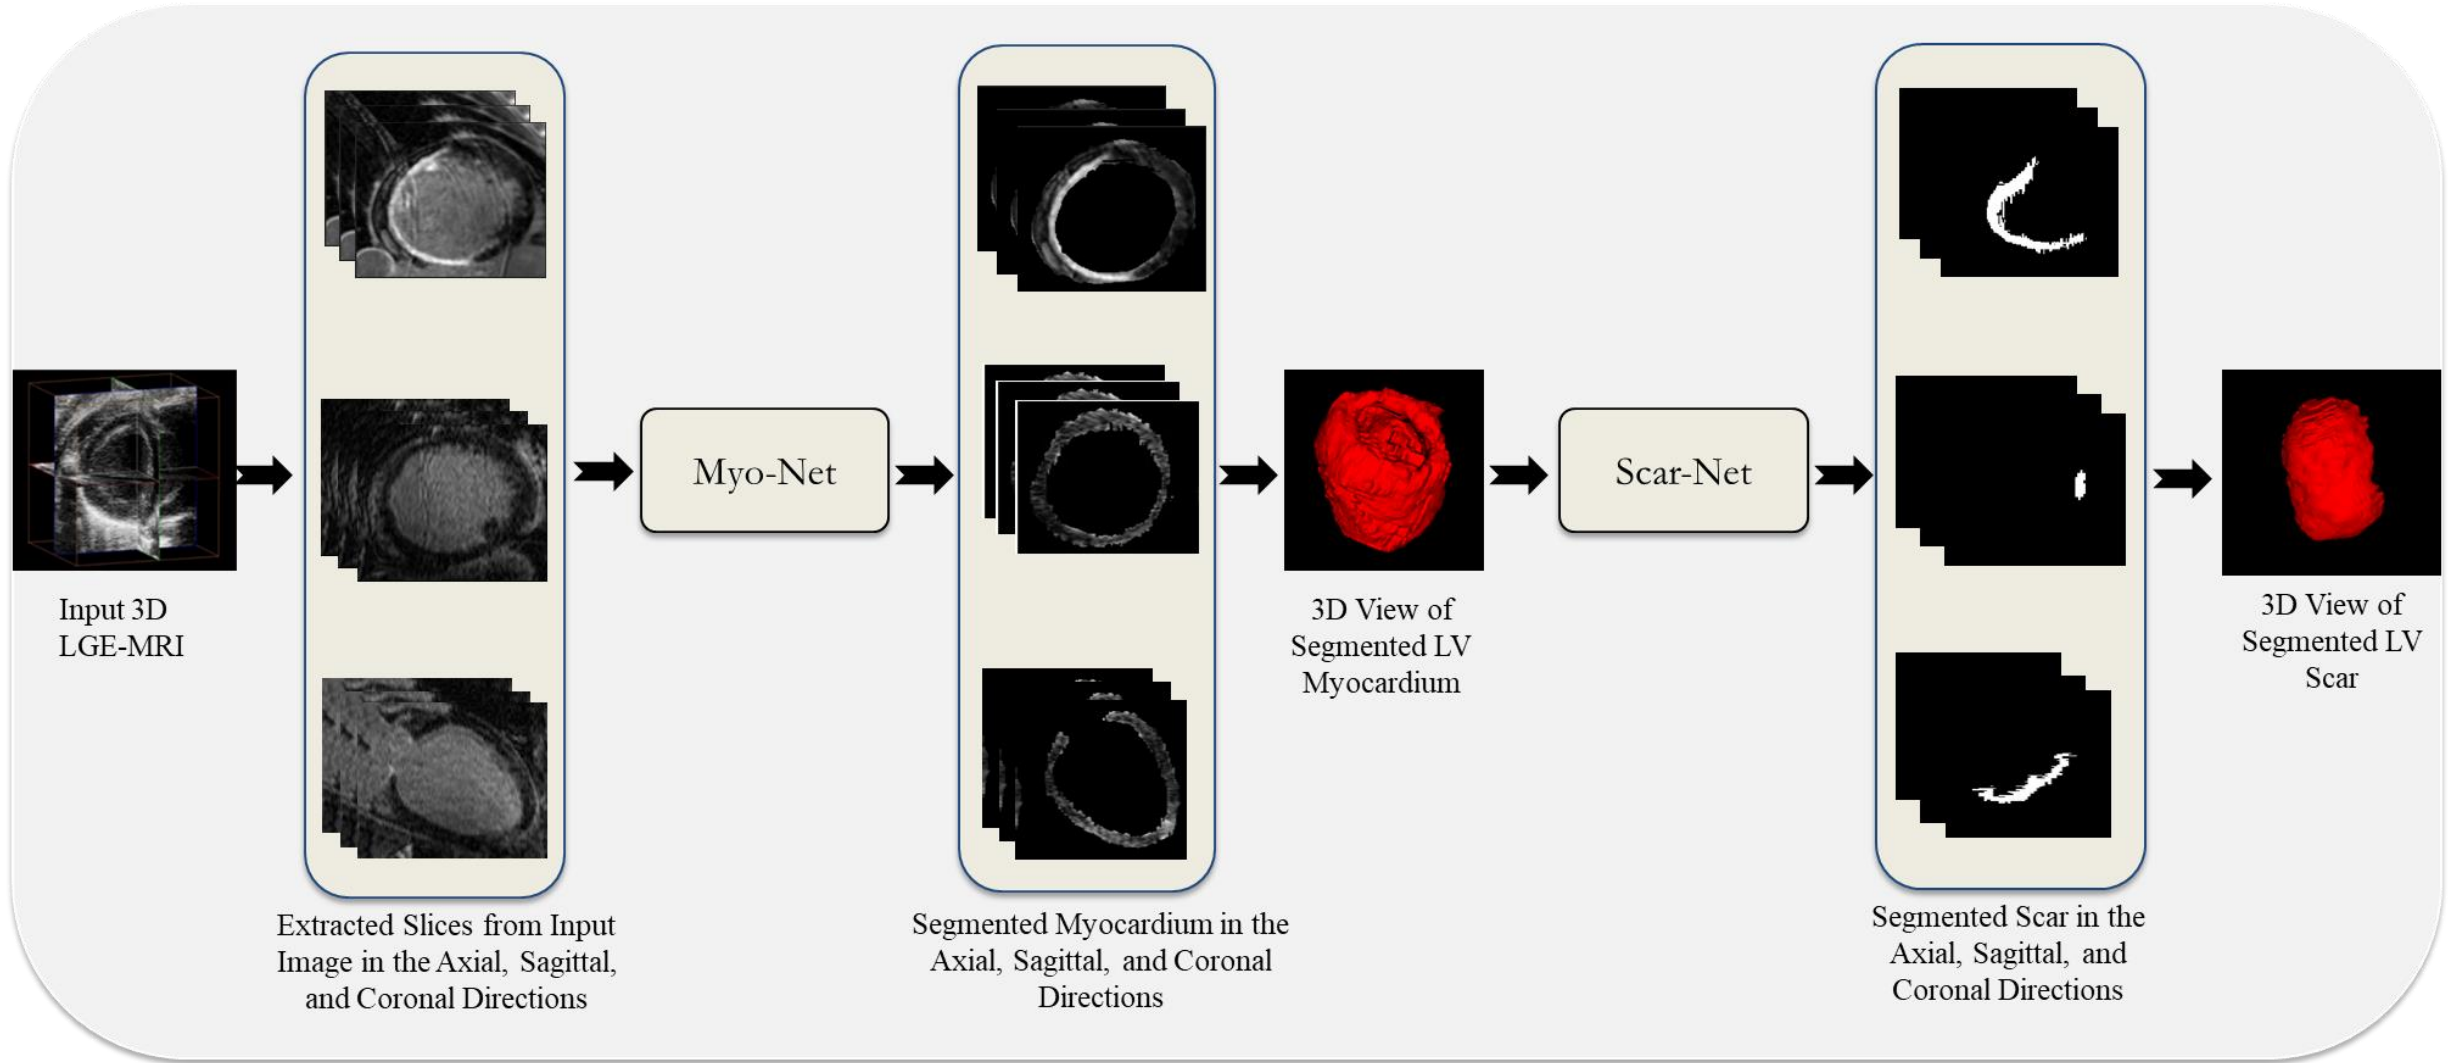 Input 3D
LGE-MRI
Extracted Slices from Input
Image in the Axial, Sagittal,
and Coronal Directions
Myo-Net
Segmented Myocardium in the
Axial, Sagittal, and Coronal
Directions
3D View of
Segmented LV
Myocardium
Scar-Net
Segmented Scar in the
Axial, Sagittal, and
Coronal Directions
3D View of
Segmented LV
Scar